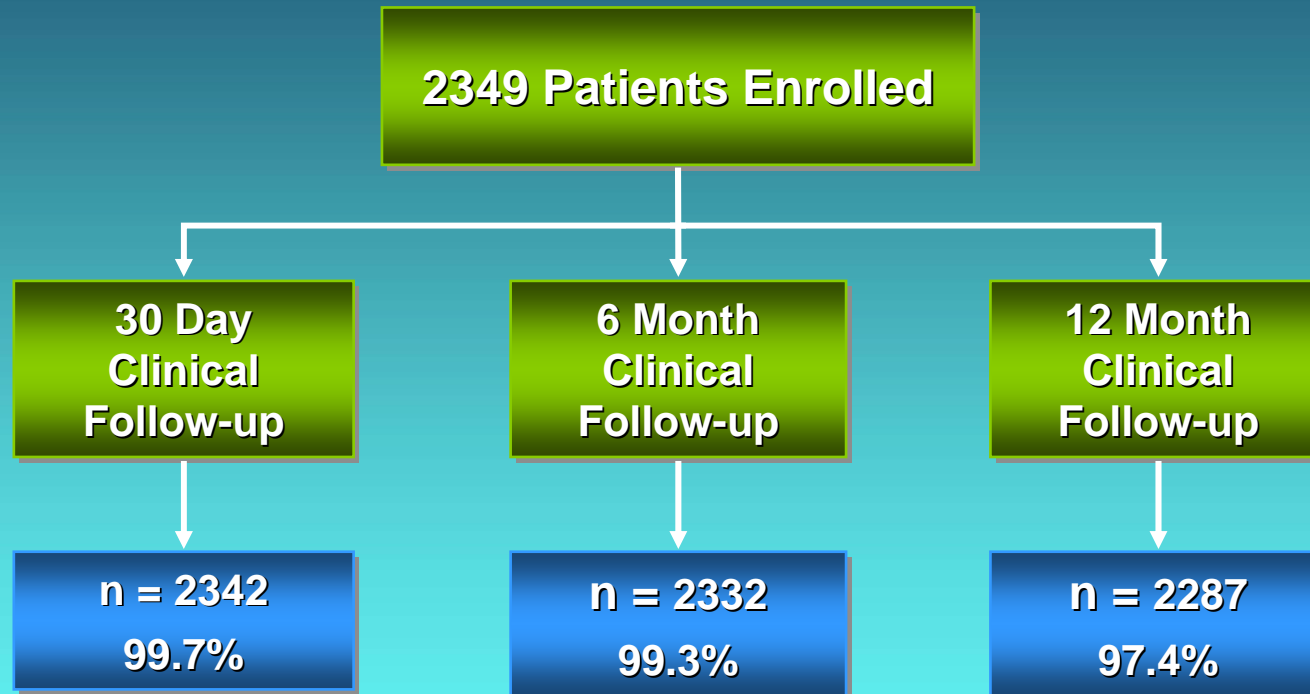 2349 Patients Enrolled
30 Day
Clinical
Follow-up
6 Month
Clinical
Follow-up
12 Month
Clinical
Follow-up
n = 2342
99.7%
n = 2332
99.3%
n = 2287
97.4%